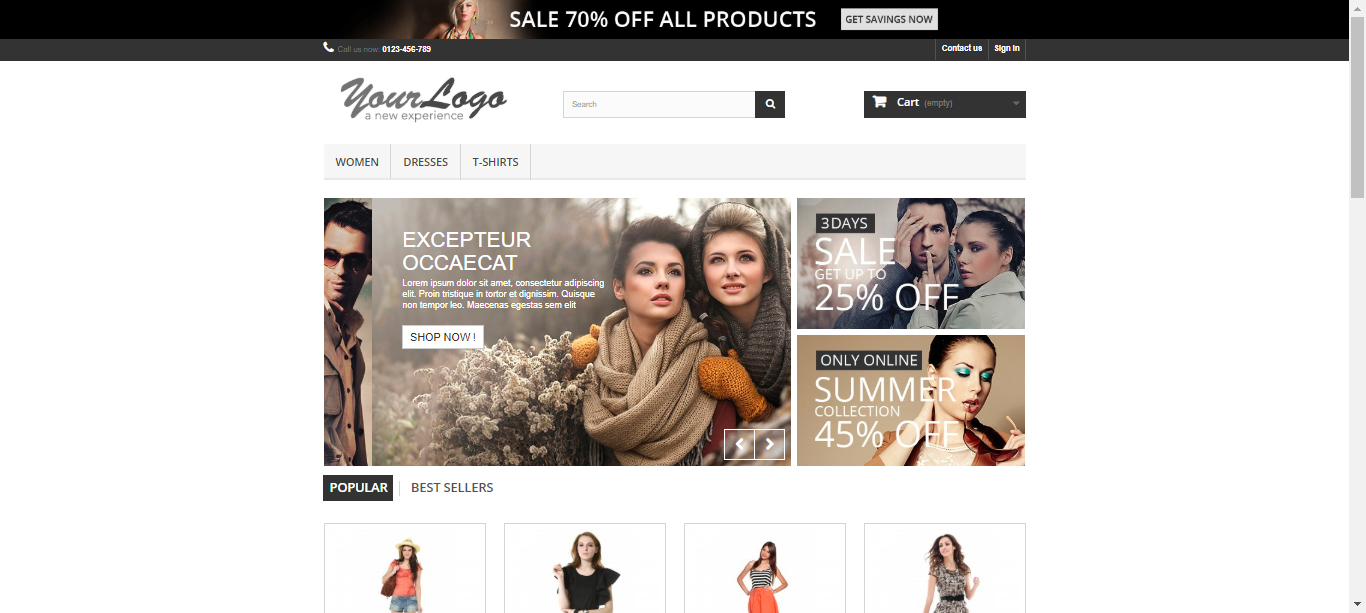 SALE 70% OFF ALL PRODUCTS
GET SAVINGS NOW
Call us now: 0123-456-789
Contact us
Sign in
YourLogo
a new experience
Search
Cart (empty)
WOMEN
DRESSES
T-SHIRTS
EXCEPTEUR
OCCAECAT
Lorem ipsum dolor sit amet, consectetur adipiscing
elit. Proin tristique in tortor et dignissim. Quisque
non tempor leo. Maecenas egestas sem elit
SHOP NOW !
3 DAYS
SALE
GET UP TO
25% OFF
ONLY ONLINE
SUMMER
COLLECTION
45% OFF
POPULAR
BEST SELLERS